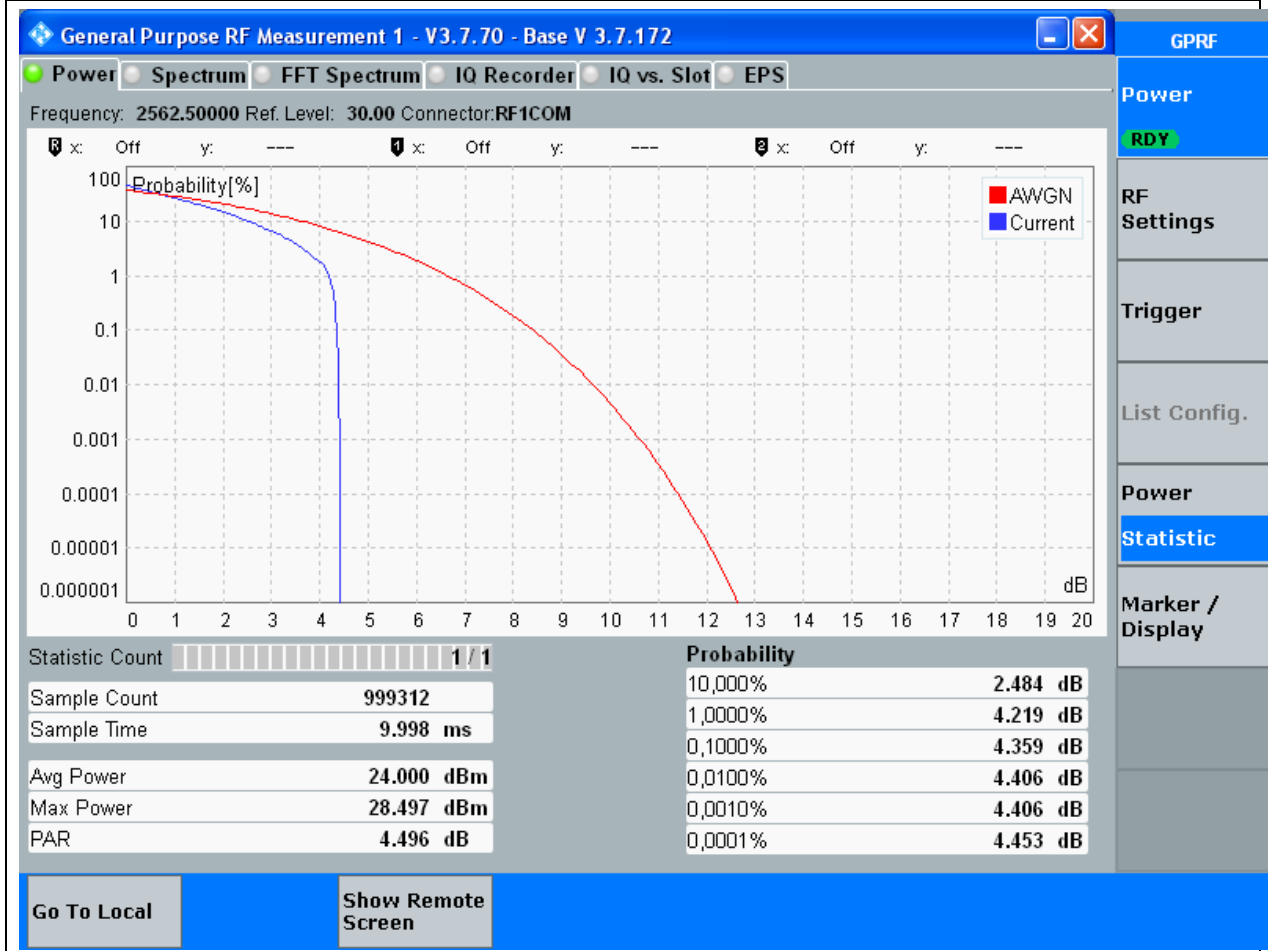 General Purpose RF Measurement 1 - V3.7.70 - Base V 3.7.172
Power Spectrum FFT Spectrum IQ Recorder IQ vs. Slot EPS
Frequency: 2562.50000 Ref. Level: 30.00 Connector:RF1COM
R x: Off y: --- 1 x: Off y: --- 2 x: Off y: ---
Probability[%]
100
10
1
0.1
0.01
0.001
0.0001
0.00001
0.000001
AWGN
Current
dB
0 1 2 3 4 5 6 7 8 9 10 11 12 13 14 15 16 17 18 19 20
Statistic Count 1 / 1
Sample Count 999312
Sample Time 9.998 ms
Avg Power 24.000 dBm
Max Power 28.497 dBm
PAR 4.496 dB
Probability
10,000% 2.484 dB
1,0000% 4.219 dB
0,1000% 4.359 dB
0,0100% 4.406 dB
0,0010% 4.406 dB
0,0001% 4.453 dB
GPRF
Power
RDY
RF
Settings
Trigger
List Config.
Power
Statistic
Marker /
Display
Go To Local
Show Remote
Screen